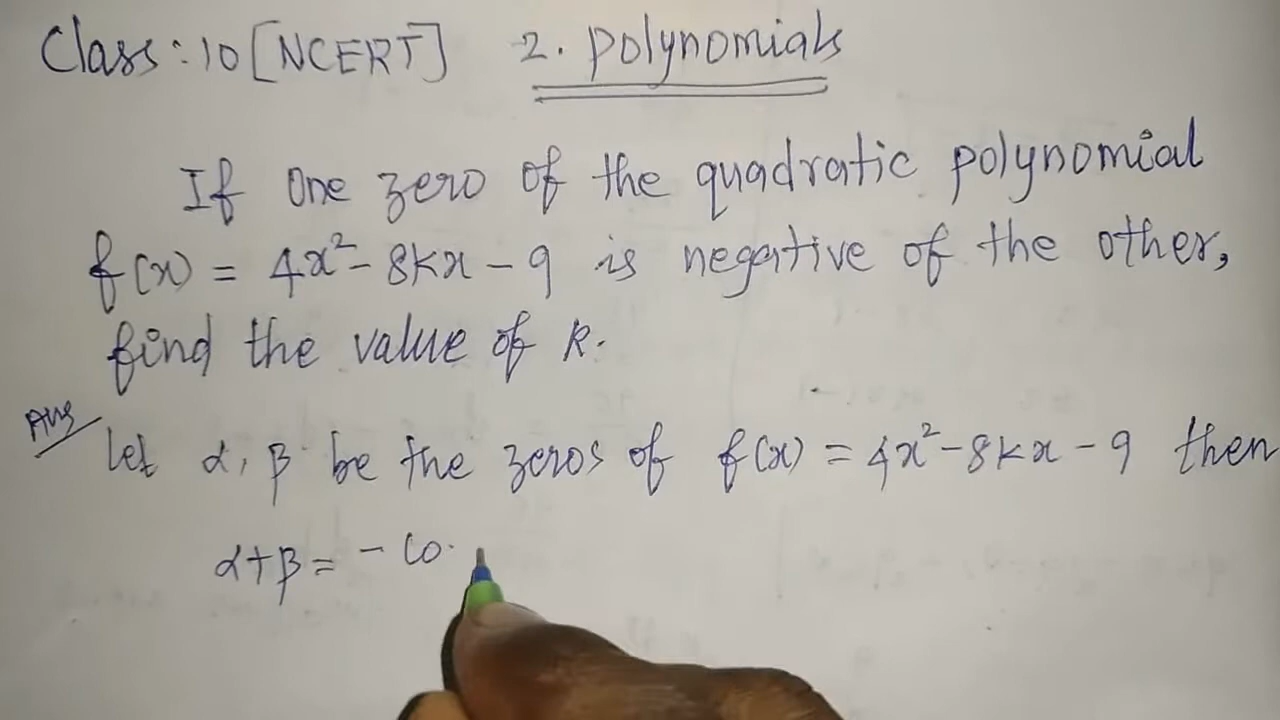 Class: 10 [NCERT] 2. Polynomials
If One zero of the quadratic polynomial
f(x) = 4x² - 8kx - 9 is negative of the other,
find the value of k.
Ans
Let α, β be the zeros of f(x) = 4x² - 8kx - 9 then
α+β = - Co.